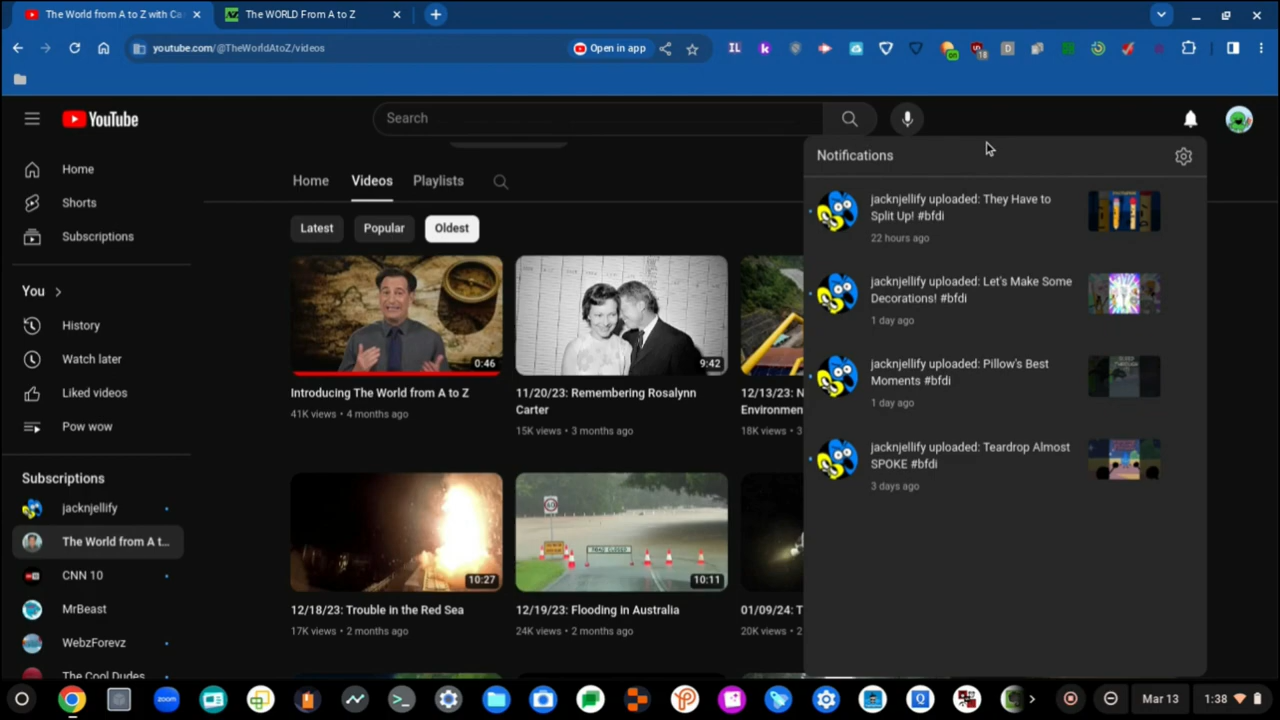 The World from A to Z with Ca
The WORLD From A to Z
youtube.com/@TheWorldAtoZ/videos
Open in app
IL
k
on
18
D
YouTube
Search
Home
Shorts
Subscriptions
You
History
Watch later
Liked videos
Pow wow
Subscriptions
jacknjellify
The World from A t...
CNN 10
MrBeast
WebzForevz
The Cool Dudes
Home
Videos
Playlists
Latest
Popular
Oldest
0:46
Introducing The World from A to Z
41K views • 4 months ago
9:42
11/20/23: Remembering Rosalynn
Carter
15K views • 3 months ago
12/13/23: N
Environmen
18K views • 3
10:27
12/18/23: Trouble in the Red Sea
17K views • 2 months ago
60
ROAD CLOSED
10:11
12/19/23: Flooding in Australia
24K views • 2 months ago
01/09/24: T
20K views • 2
Notifications
jacknjellify uploaded: They Have to
Split Up! #bfdi
22 hours ago
jacknjellify uploaded: Let's Make Some
Decorations! #bfdi
1 day ago
jacknjellify uploaded: Pillow's Best
Moments #bfdi
1 day ago
jacknjellify uploaded: Teardrop Almost
SPOKE #bfdi
3 days ago
zoom
Q
Mar 13
1:38